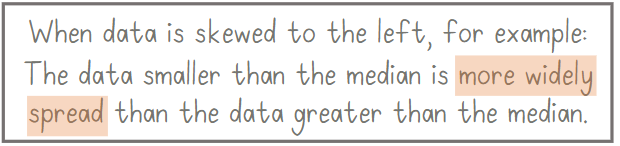 When data is skewed to the left, for example:
The data smaller than the median is more widely
spread than the data greater than the median.